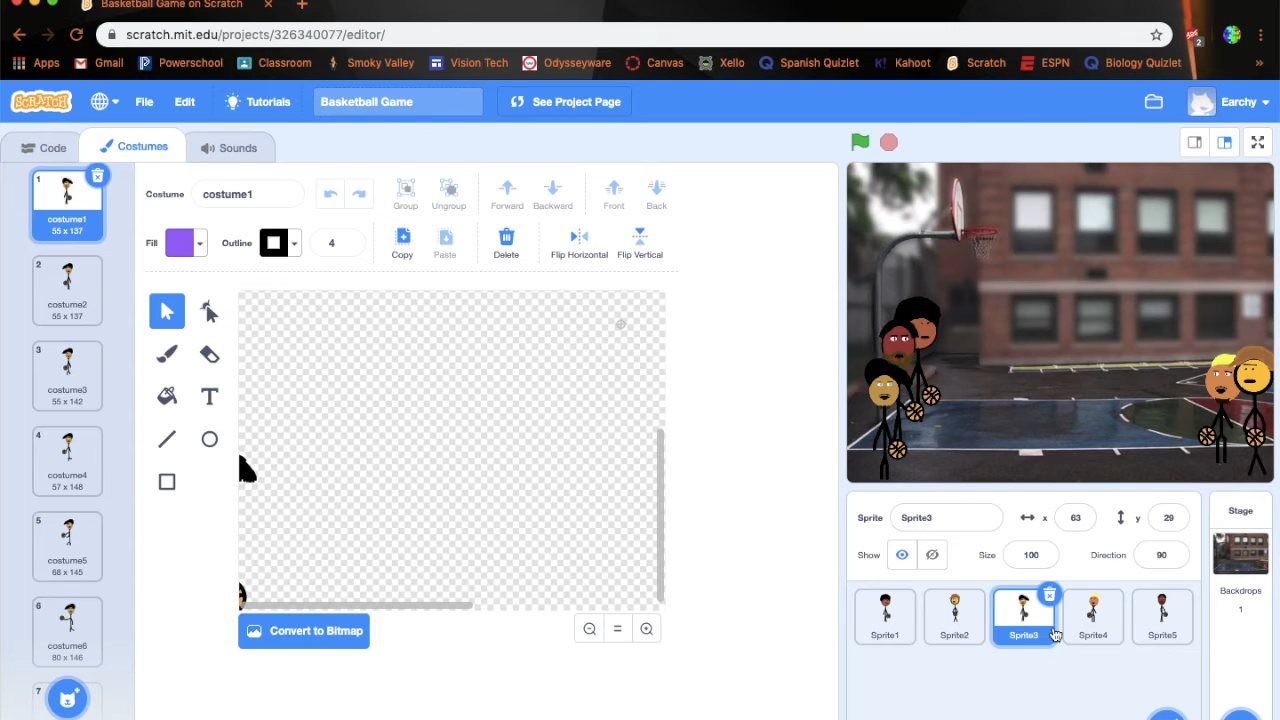 Basketball Game on Scratch
scratch.mit.edu/projects/326340077/editor/
2
Apps Gmail Powerschool Classroom Smoky Valley Vision Tech Odysseyware Canvas Xello Spanish Quizlet Kahoot Scratch ESPN Biology Quizlet »
SCRATCH File Edit Tutorials Basketball Game See Project Page Earchy
Code Costumes Sounds
1
costume1
55 x 137
2
costume2
55 x 137
3
costume3
55 x 142
4
costume4
57 x 148
5
costume5
68 x 145
6
costume6
80 x 146
7
Costume costume1 Group Ungroup Forward Backward Front Back
Fill Outline 4 Copy Paste Delete Flip Horizontal Flip Vertical
T
Convert to Bitmap
Sprite Sprite3 x 63 y 29
Show Size 100 Direction 90
Sprite1 Sprite2 Sprite3 Sprite4 Sprite5
Stage
Backdrops
1